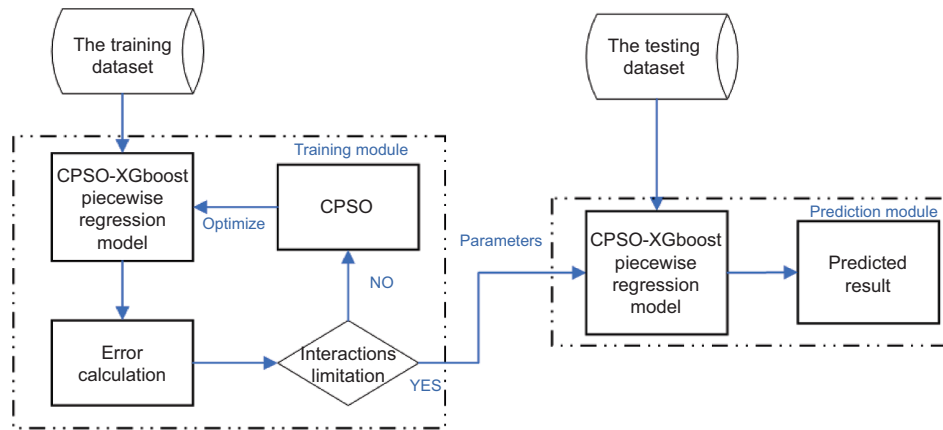 The training
dataset
The testing
dataset
Training module
CPSO-XGboost
piecewise
regression
model
CPSO
Optimize
NO
Error
calculation
Interactions
limitation
YES
Parameters
Prediction module
CPSO-XGboost
piecewise
regression
model
Predicted
result